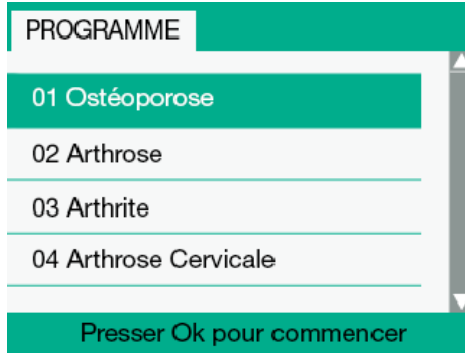 PROGRAMME
01 Ostéoporose
02 Arthrose
03 Arthrite
04 Arthrose Cervicale
Presser Ok pour commencer